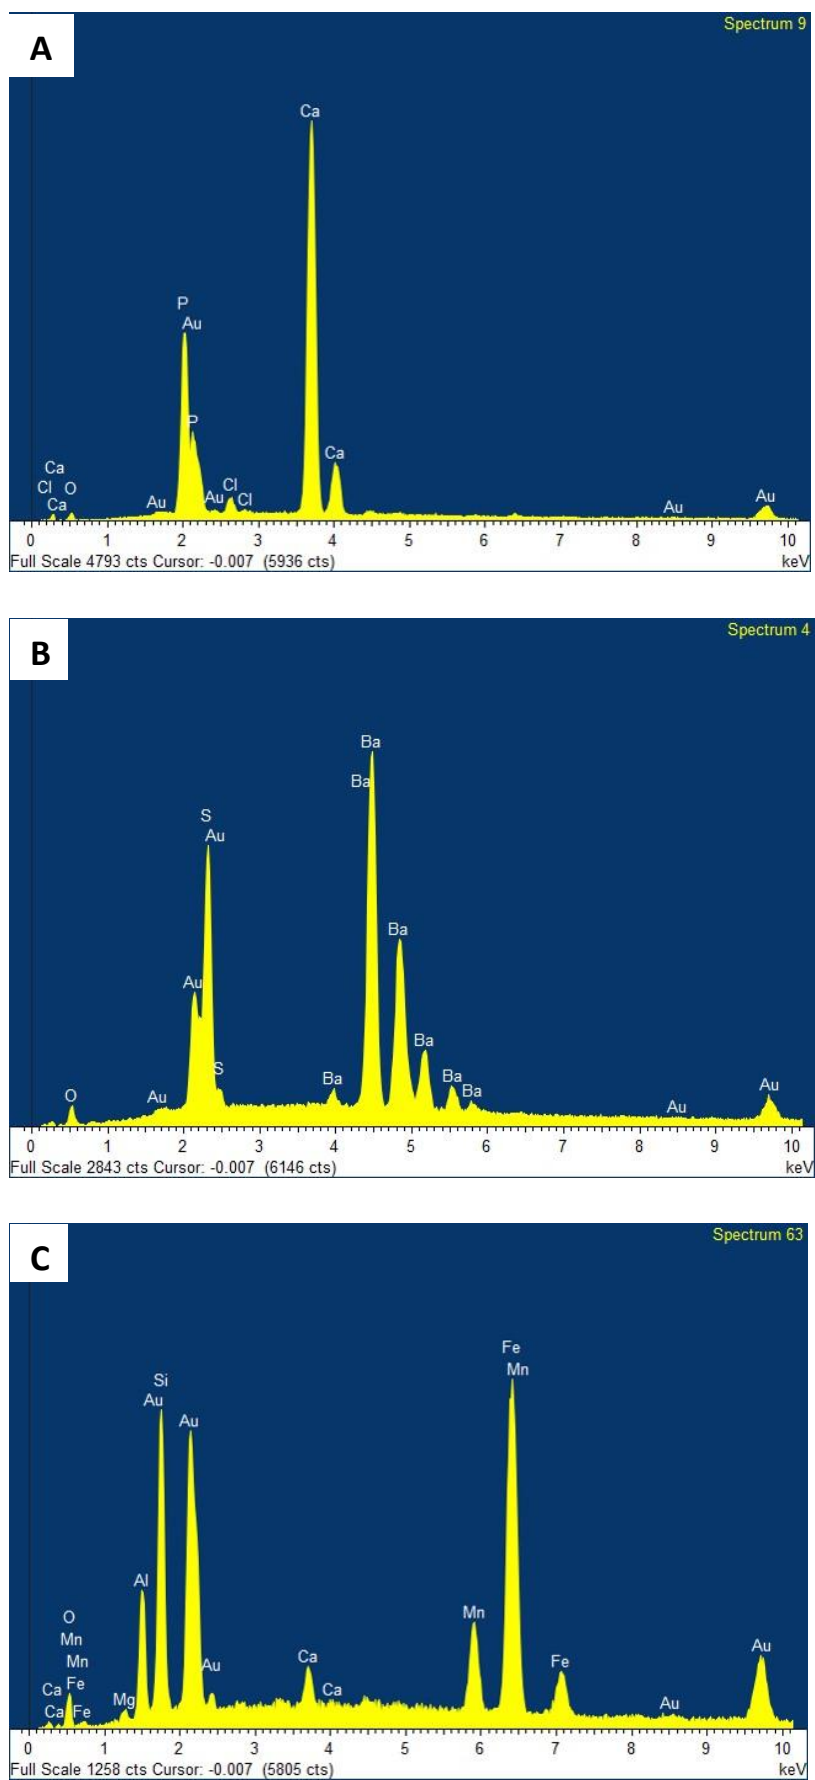 A
Spectrum 9
Ca
P
Au
P
Ca
Ca
Cl O
Ca
Au
Au
Cl
Cl
Au
Au
0 1 2 3 4 5 6 7 8 9 10
Full Scale 4793 cts Cursor: -0.007 (5936 cts) keV
B
Spectrum 4
Ba
Ba
S
Au
Ba
Au
Ba
S
Ba
Ba
Ba
O
Au
Au
Au
0 1 2 3 4 5 6 7 8 9 10
Full Scale 2843 cts Cursor: -0.007 (6146 cts) keV
C
Spectrum 63
Fe
Mn
Si
Au
Au
Al
Mn
O
Mn
Mn
Fe
Ca
Ca
Fe
Mg
Au
Ca
Ca
Fe
Au
Au
0 1 2 3 4 5 6 7 8 9 10
Full Scale 1258 cts Cursor: -0.007 (5805 cts) keV